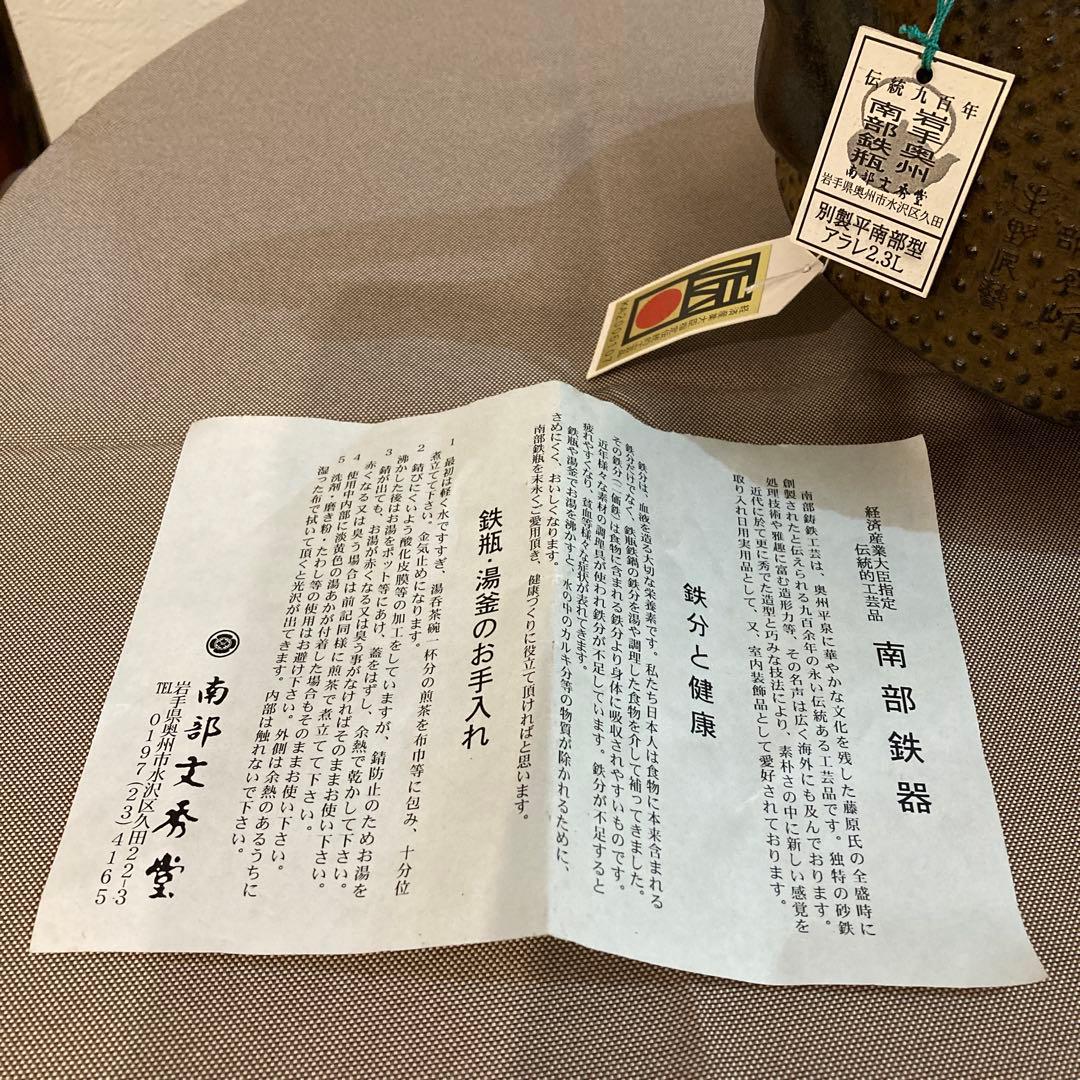 伝統九百年
岩手奥州
南部鉄瓶
南部文秀堂
岩手県奥州市水沢区久田
別製平南部型
アラレ2.3L
伝
経済産業大臣指定伝統的工芸品
経済産業大臣指定
伝統的工芸品
南部鉄器
南部鋳鉄工芸は、奥州平泉に華やかな文化を残した藤原氏の全盛時に
創製されたと伝えられる九百余年の永い伝統ある工芸品です。独特の砂鉄
処理技術や雅趣に富む造形力等、その名声は広く海外にも及んでおります。
近代に於て更に秀でた造型と巧みな技法により、素朴さの中に新しい感覚を
取り入れ日用実用品として、又、室内装飾品として愛好されております。
鉄分と健康
鉄分は、血液を造る大切な栄養素です。私たち日本人は食物に本来含まれる
鉄分だけでなく、鉄瓶鉄鍋の鉄分を湯や調理した食物を介して補ってきました。
その鉄分(二価鉄)は食物に含まれる鉄分より身体に吸収されやすいものです。
近年様々な素材の調理具が使われ鉄分が不足しています。鉄分が不足すると
疲れやすくなり、貧血等様々な症状が表れてきます。
鉄瓶や湯釜でお湯を沸かすと、水の中のカルキ分等の物質が除かれるために、
さめにくく、おいしくなります。
南部鉄瓶を末永くご愛用頂き、健康づくりに役立て頂ければと思います。
鉄瓶・湯釜のお手入れ
1 最初は軽く水ですすぎ、湯呑茶碗一杯分の煎茶を布巾等に包み、十分位
煮立てて下さい。金気止めになります。
2 錆びにくいよう酸化皮膜等の加工をしていますが、錆防止のためお湯を
沸かした後はお湯をポット等にあけ、蓋をはずし、余熱で乾かして下さい。
3 錆が出ても、お湯が赤くなる又は臭う事がなければそのままお使い下さい。
赤くなる又は臭う場合は前記同様に煎茶で煮立てて下さい。
4 使用中内部に淡黄色の湯あかが付着した場合もそのままお使い下さい。
5 洗剤・磨き粉・たわし等の使用はお避け下さい。外側は余熱のあるうちに
湿った布で拭いて頂くと光沢が出てきます。内部は触れないで下さい。
南部文秀堂
岩手県奥州市水沢区久田22-3
TEL 0197(23)4165